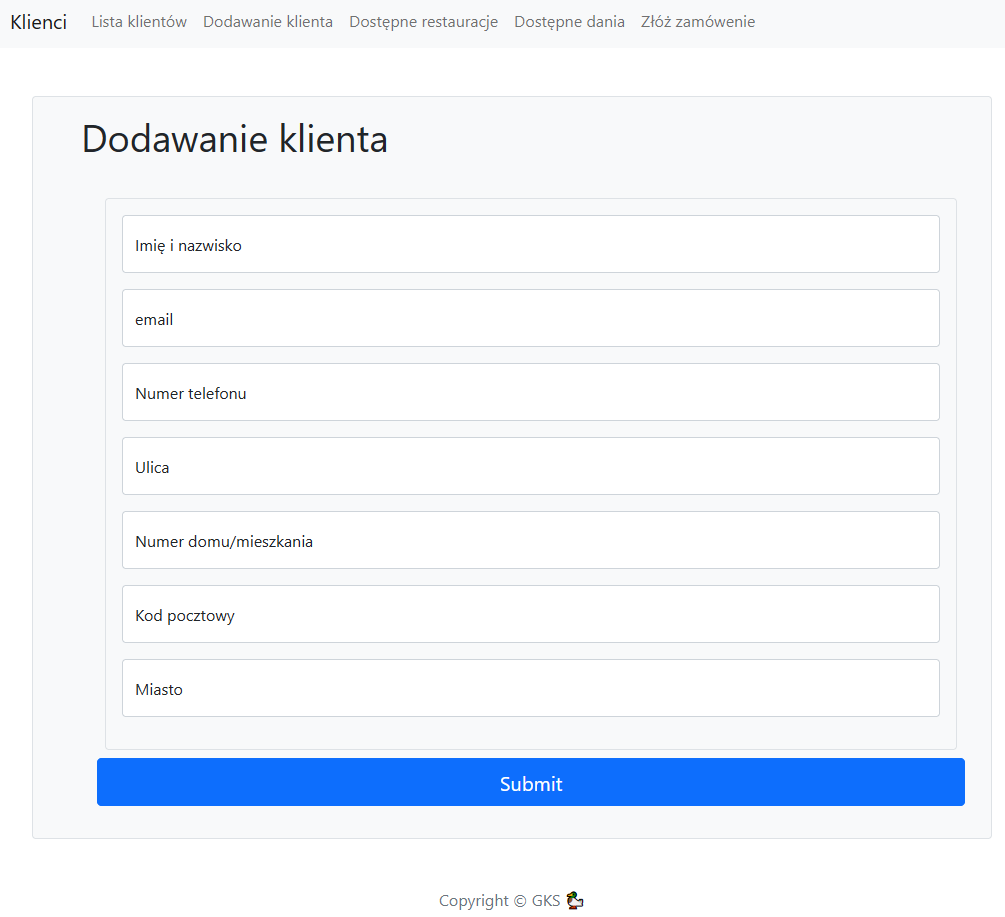 Klienci Lista klientów Dodawanie klienta Dostępne restauracje Dostępne dania Złóż zamówenie
Dodawanie klienta
Imię i nazwisko
email
Numer telefonu
Ulica
Numer domu/mieszkania
Kod pocztowy
Miasto
Submit
Copyright © GKS 🦆